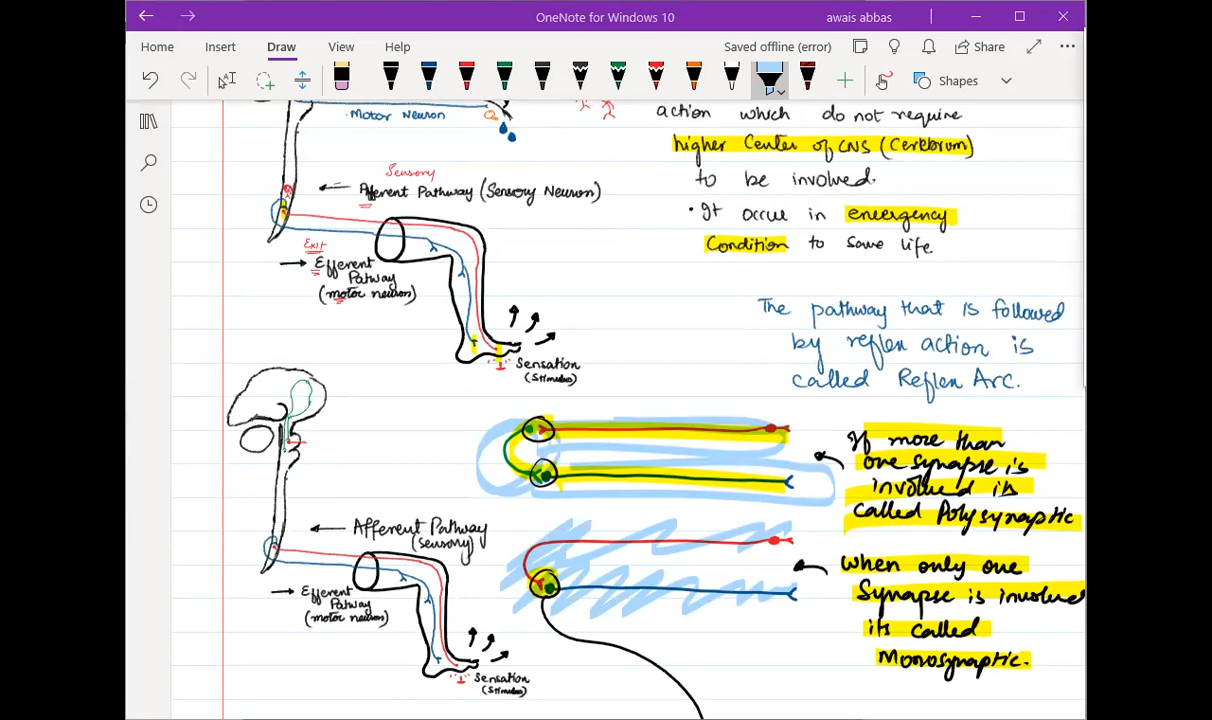 OneNote for Windows 10
awais abbas
Home Insert Draw View Help
Saved offline (error)
Share
Shapes
Motor Neuron
action which do not require
higher Center of CNS (Cerebrum)
to be involved.
• It occur in emergency
Condition to save life
Sensory
Afferent Pathway (Sensory Neuron)
Exit
Efferent
Patway
(motor neuron)
Sensation
(Stimulus)
The pathway that is followed
by reflex action is
called Reflex Arc.
If more than
one synapse is
involved its
called Polysynaptic
When only one
Synapse is involved
its called
Monosynaptic.
Afferent Pathway
(sensory)
Efferent
Patway
(motor neuron)
Sensation
(Stimulus)